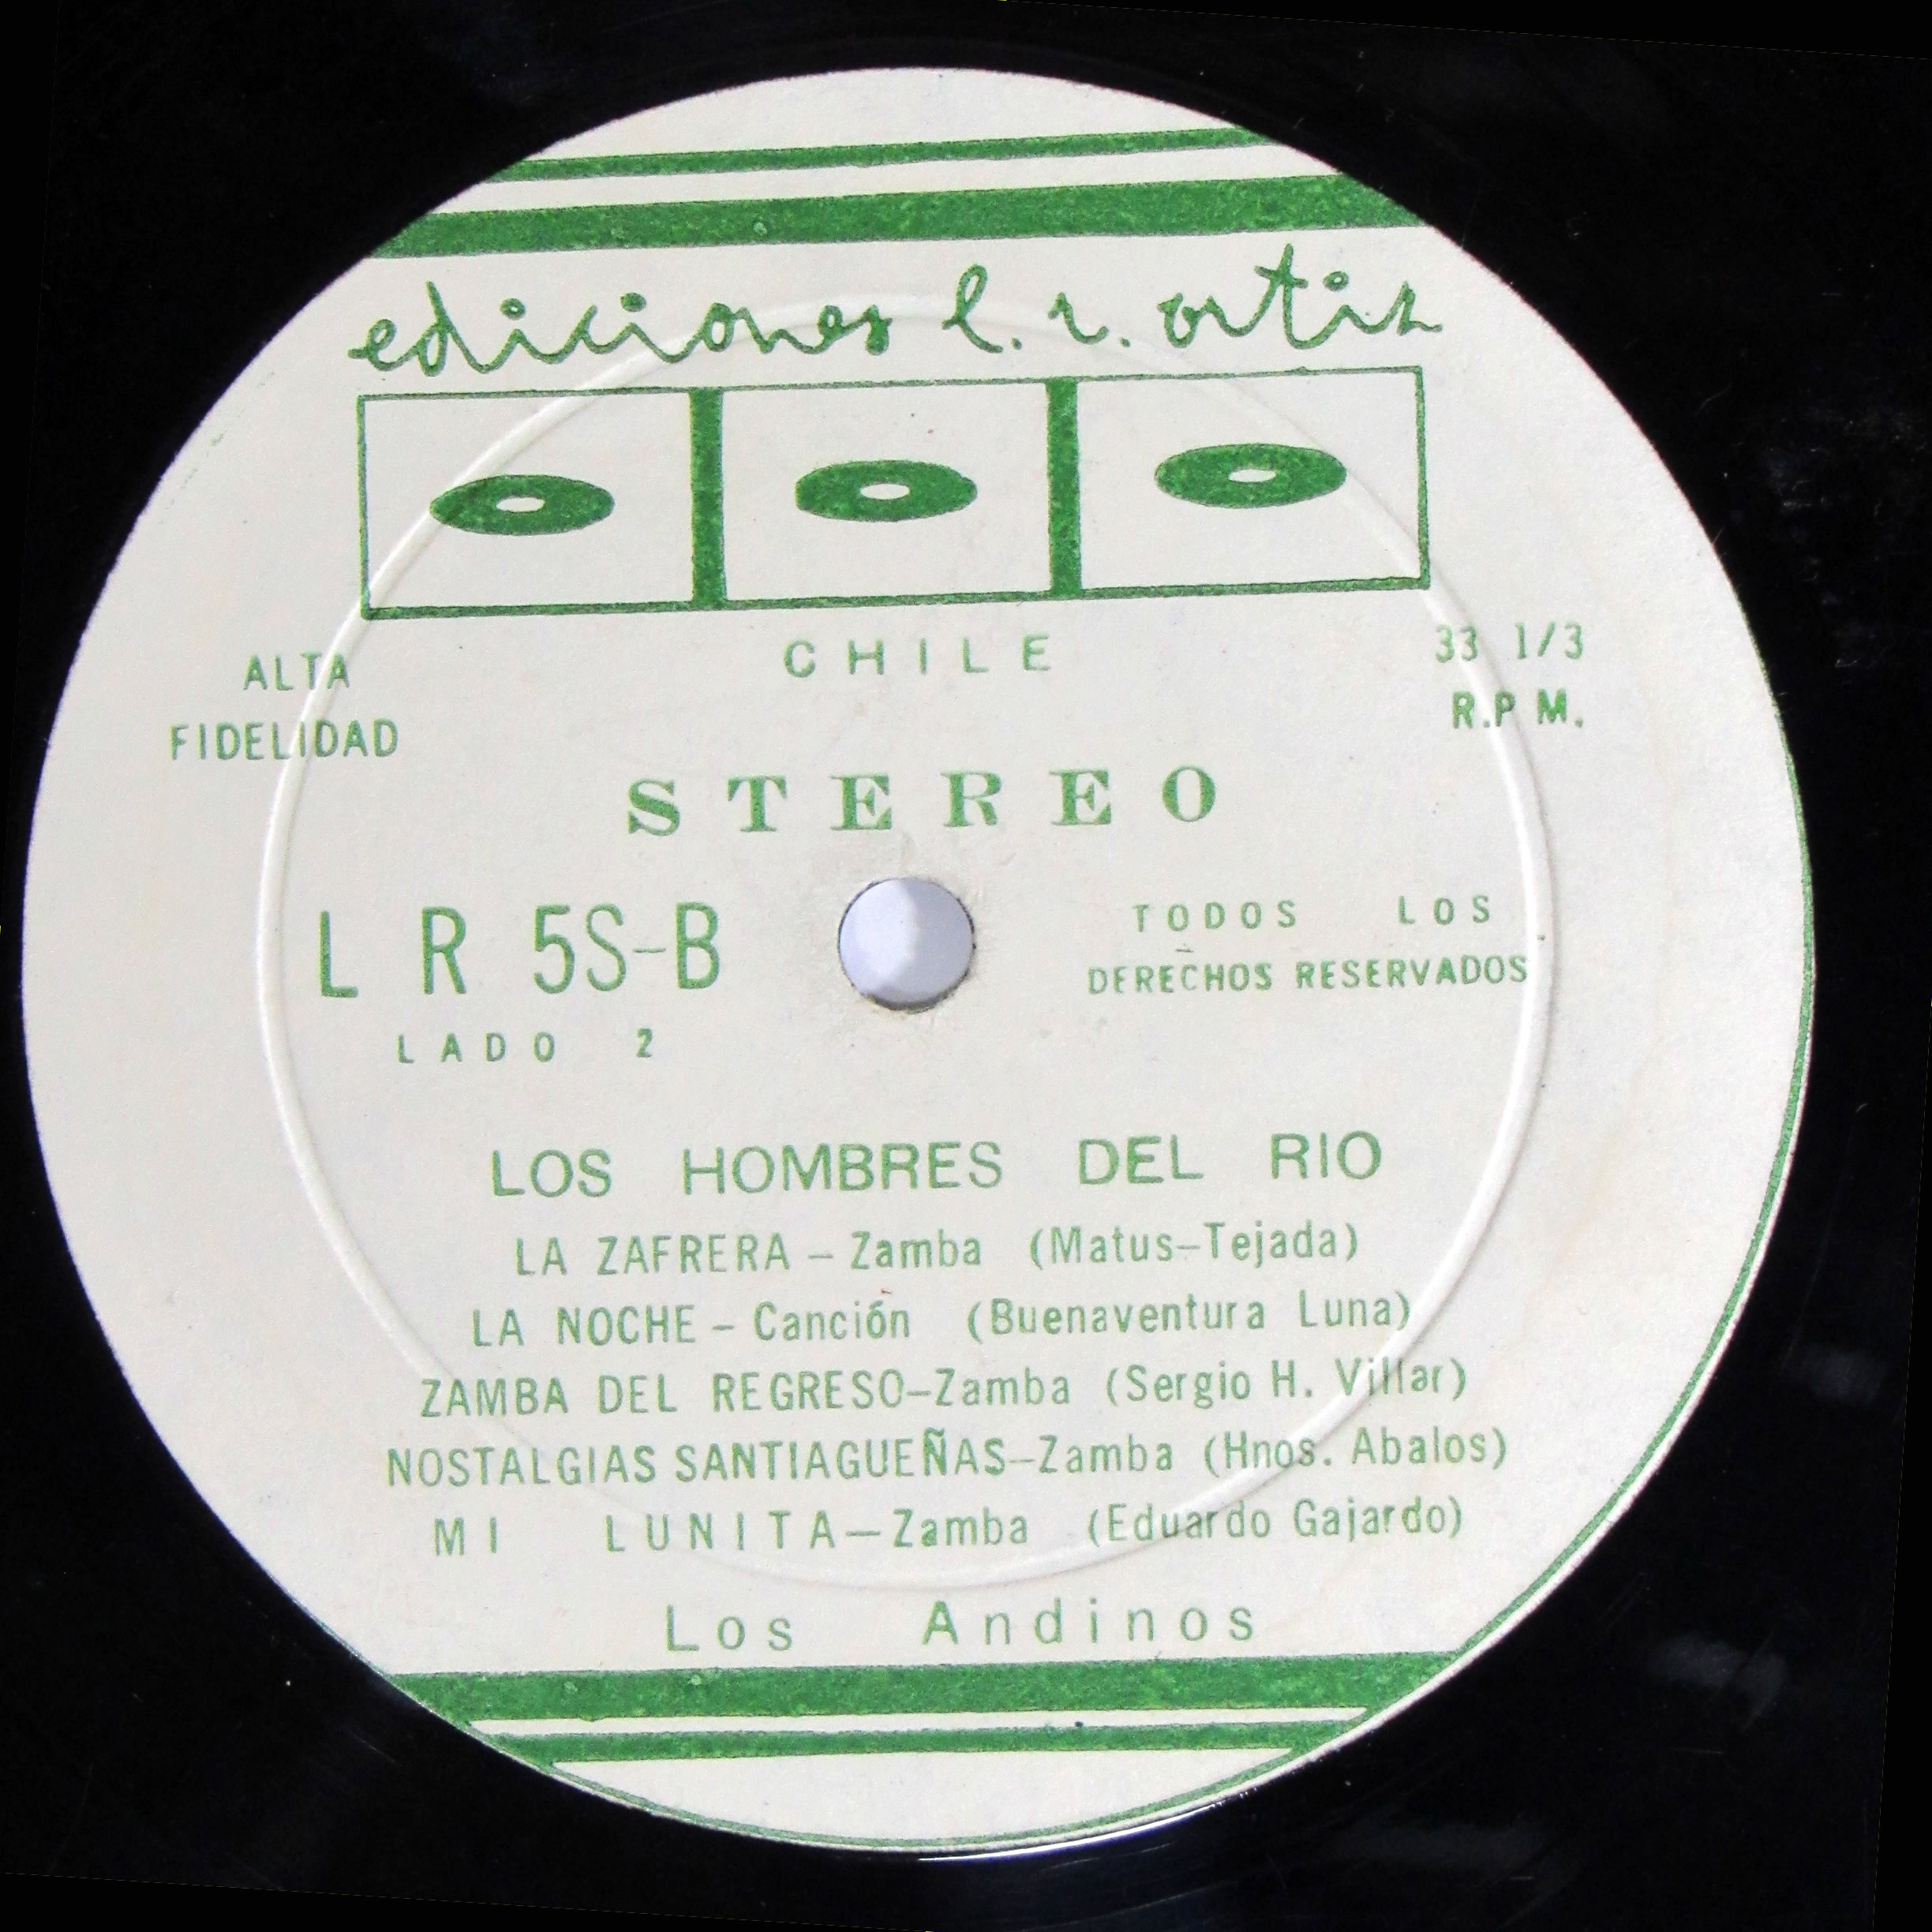 ediciones l. r. ortiz
CHILE
ALTA
FIDELIDAD
33 1/3
R.P M.
STEREO
L R 5S-B
LADO 2
TODOS LOS
DERECHOS RESERVADOS
LOS HOMBRES DEL RIO
LA ZAFRERA – Zamba (Matus–Tejada)
LA NOCHE – Canción (Buenaventura Luna)
ZAMBA DEL REGRESO–Zamba (Sergio H. Villar)
NOSTALGIAS SANTIAGUEÑAS–Zamba (Hnos. Abalos)
MI LUNITA–Zamba (Eduardo Gajardo)
Los Andinos